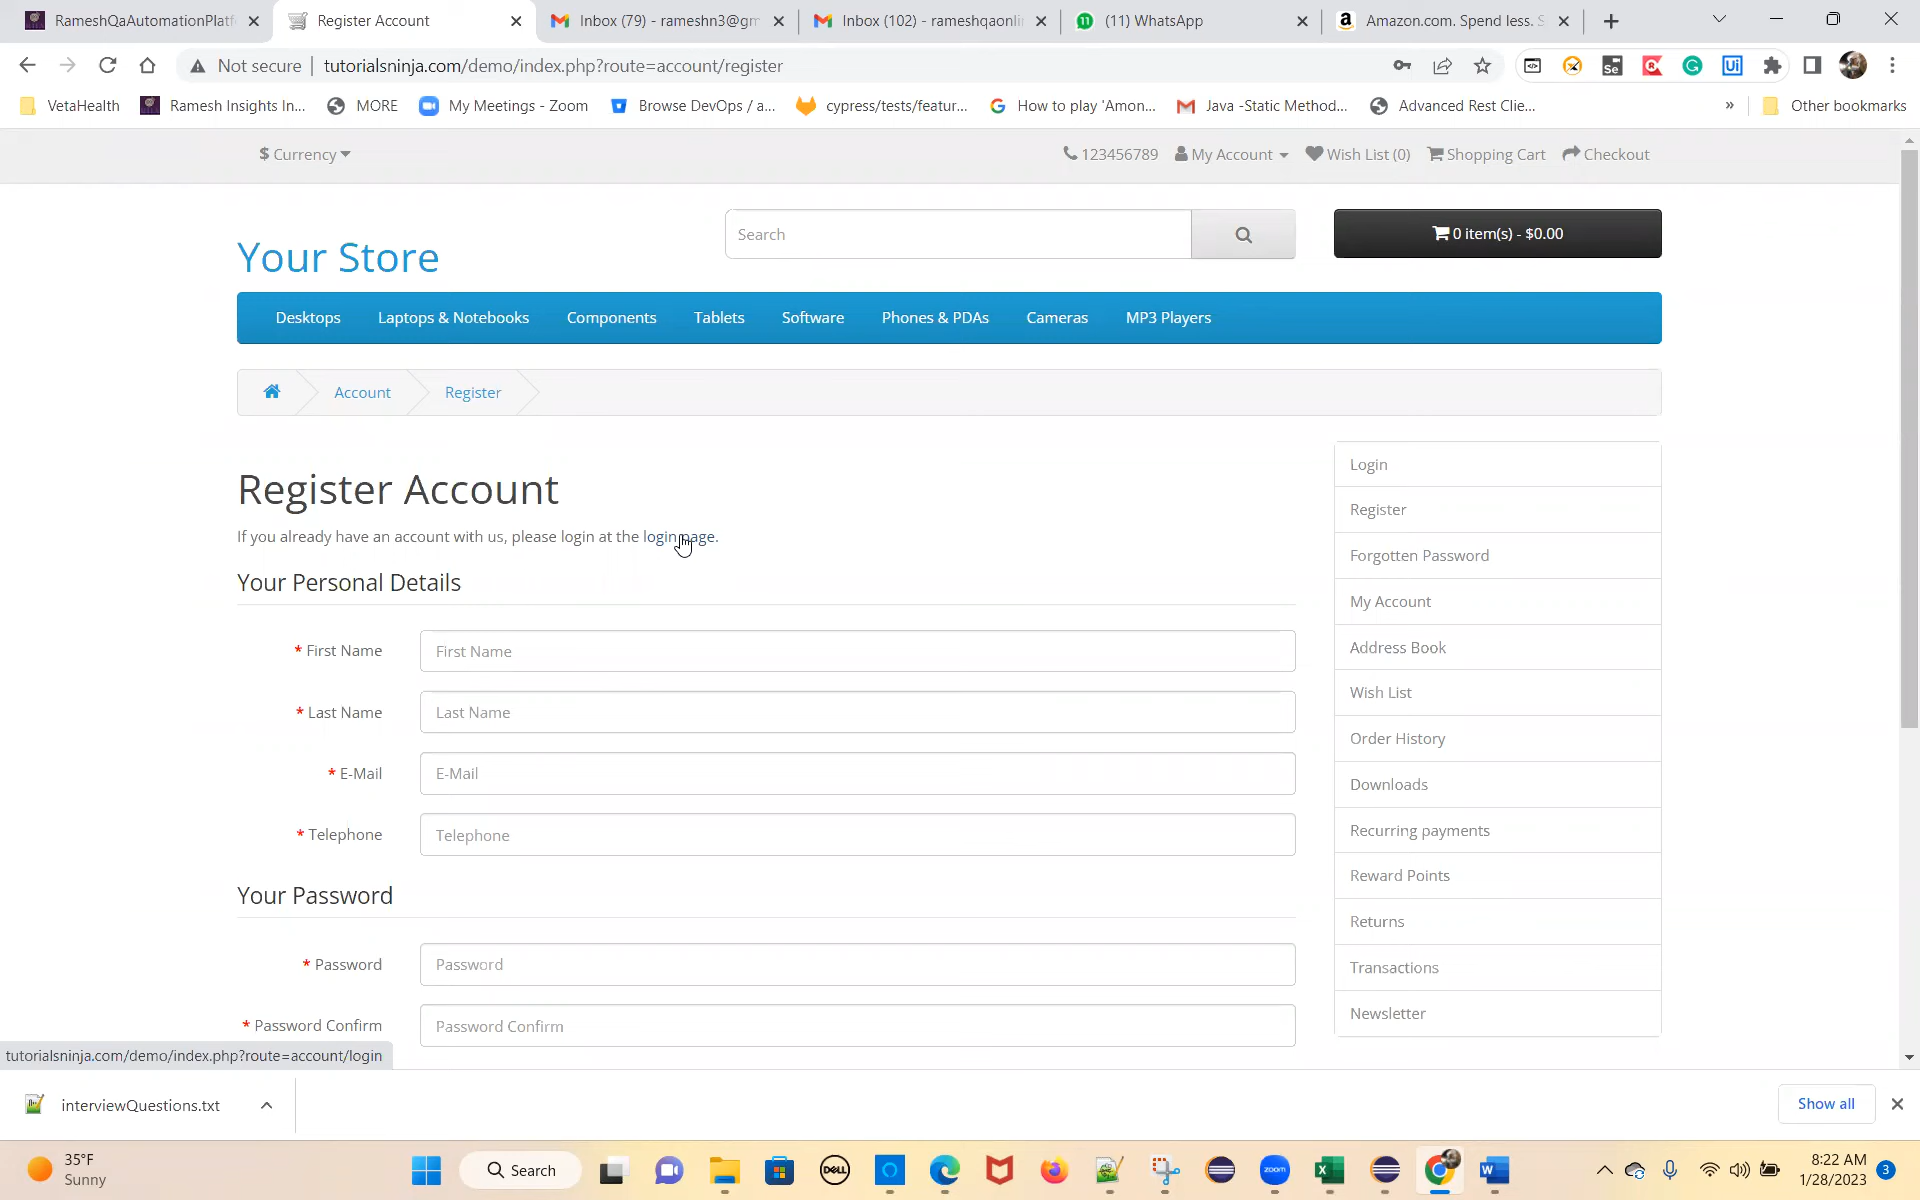 RameshQaAutomationPlatf
Register Account
Inbox (79) - rameshn3@gm
Inbox (102) - rameshqaonli
(11) WhatsApp
Amazon.com. Spend less. S
Not secure | tutorialsninja.com/demo/index.php?route=account/register
VetaHealth
Ramesh Insights In...
MORE
My Meetings - Zoom
Browse DevOps / a...
cypress/tests/featur...
How to play 'Amon...
Java -Static Method...
Advanced Rest Clie...
»
Other bookmarks
$ Currency
123456789
My Account
Wish List (0)
Shopping Cart
Checkout
Your Store
Search
0 item(s) - $0.00
Desktops
Laptops & Notebooks
Components
Tablets
Software
Phones & PDAs
Cameras
MP3 Players
Account
Register
Register Account
If you already have an account with us, please login at the login page.
Your Personal Details
* First Name
First Name
* Last Name
Last Name
* E-Mail
E-Mail
* Telephone
Telephone
Your Password
* Password
Password
* Password Confirm
Password Confirm
Login
Register
Forgotten Password
My Account
Address Book
Wish List
Order History
Downloads
Recurring payments
Reward Points
Returns
Transactions
Newsletter
tutorialsninja.com/demo/index.php?route=account/login
interviewQuestions.txt
Show all
35°F
Sunny
Search
DELL
zoom
8:22 AM
1/28/2023
3